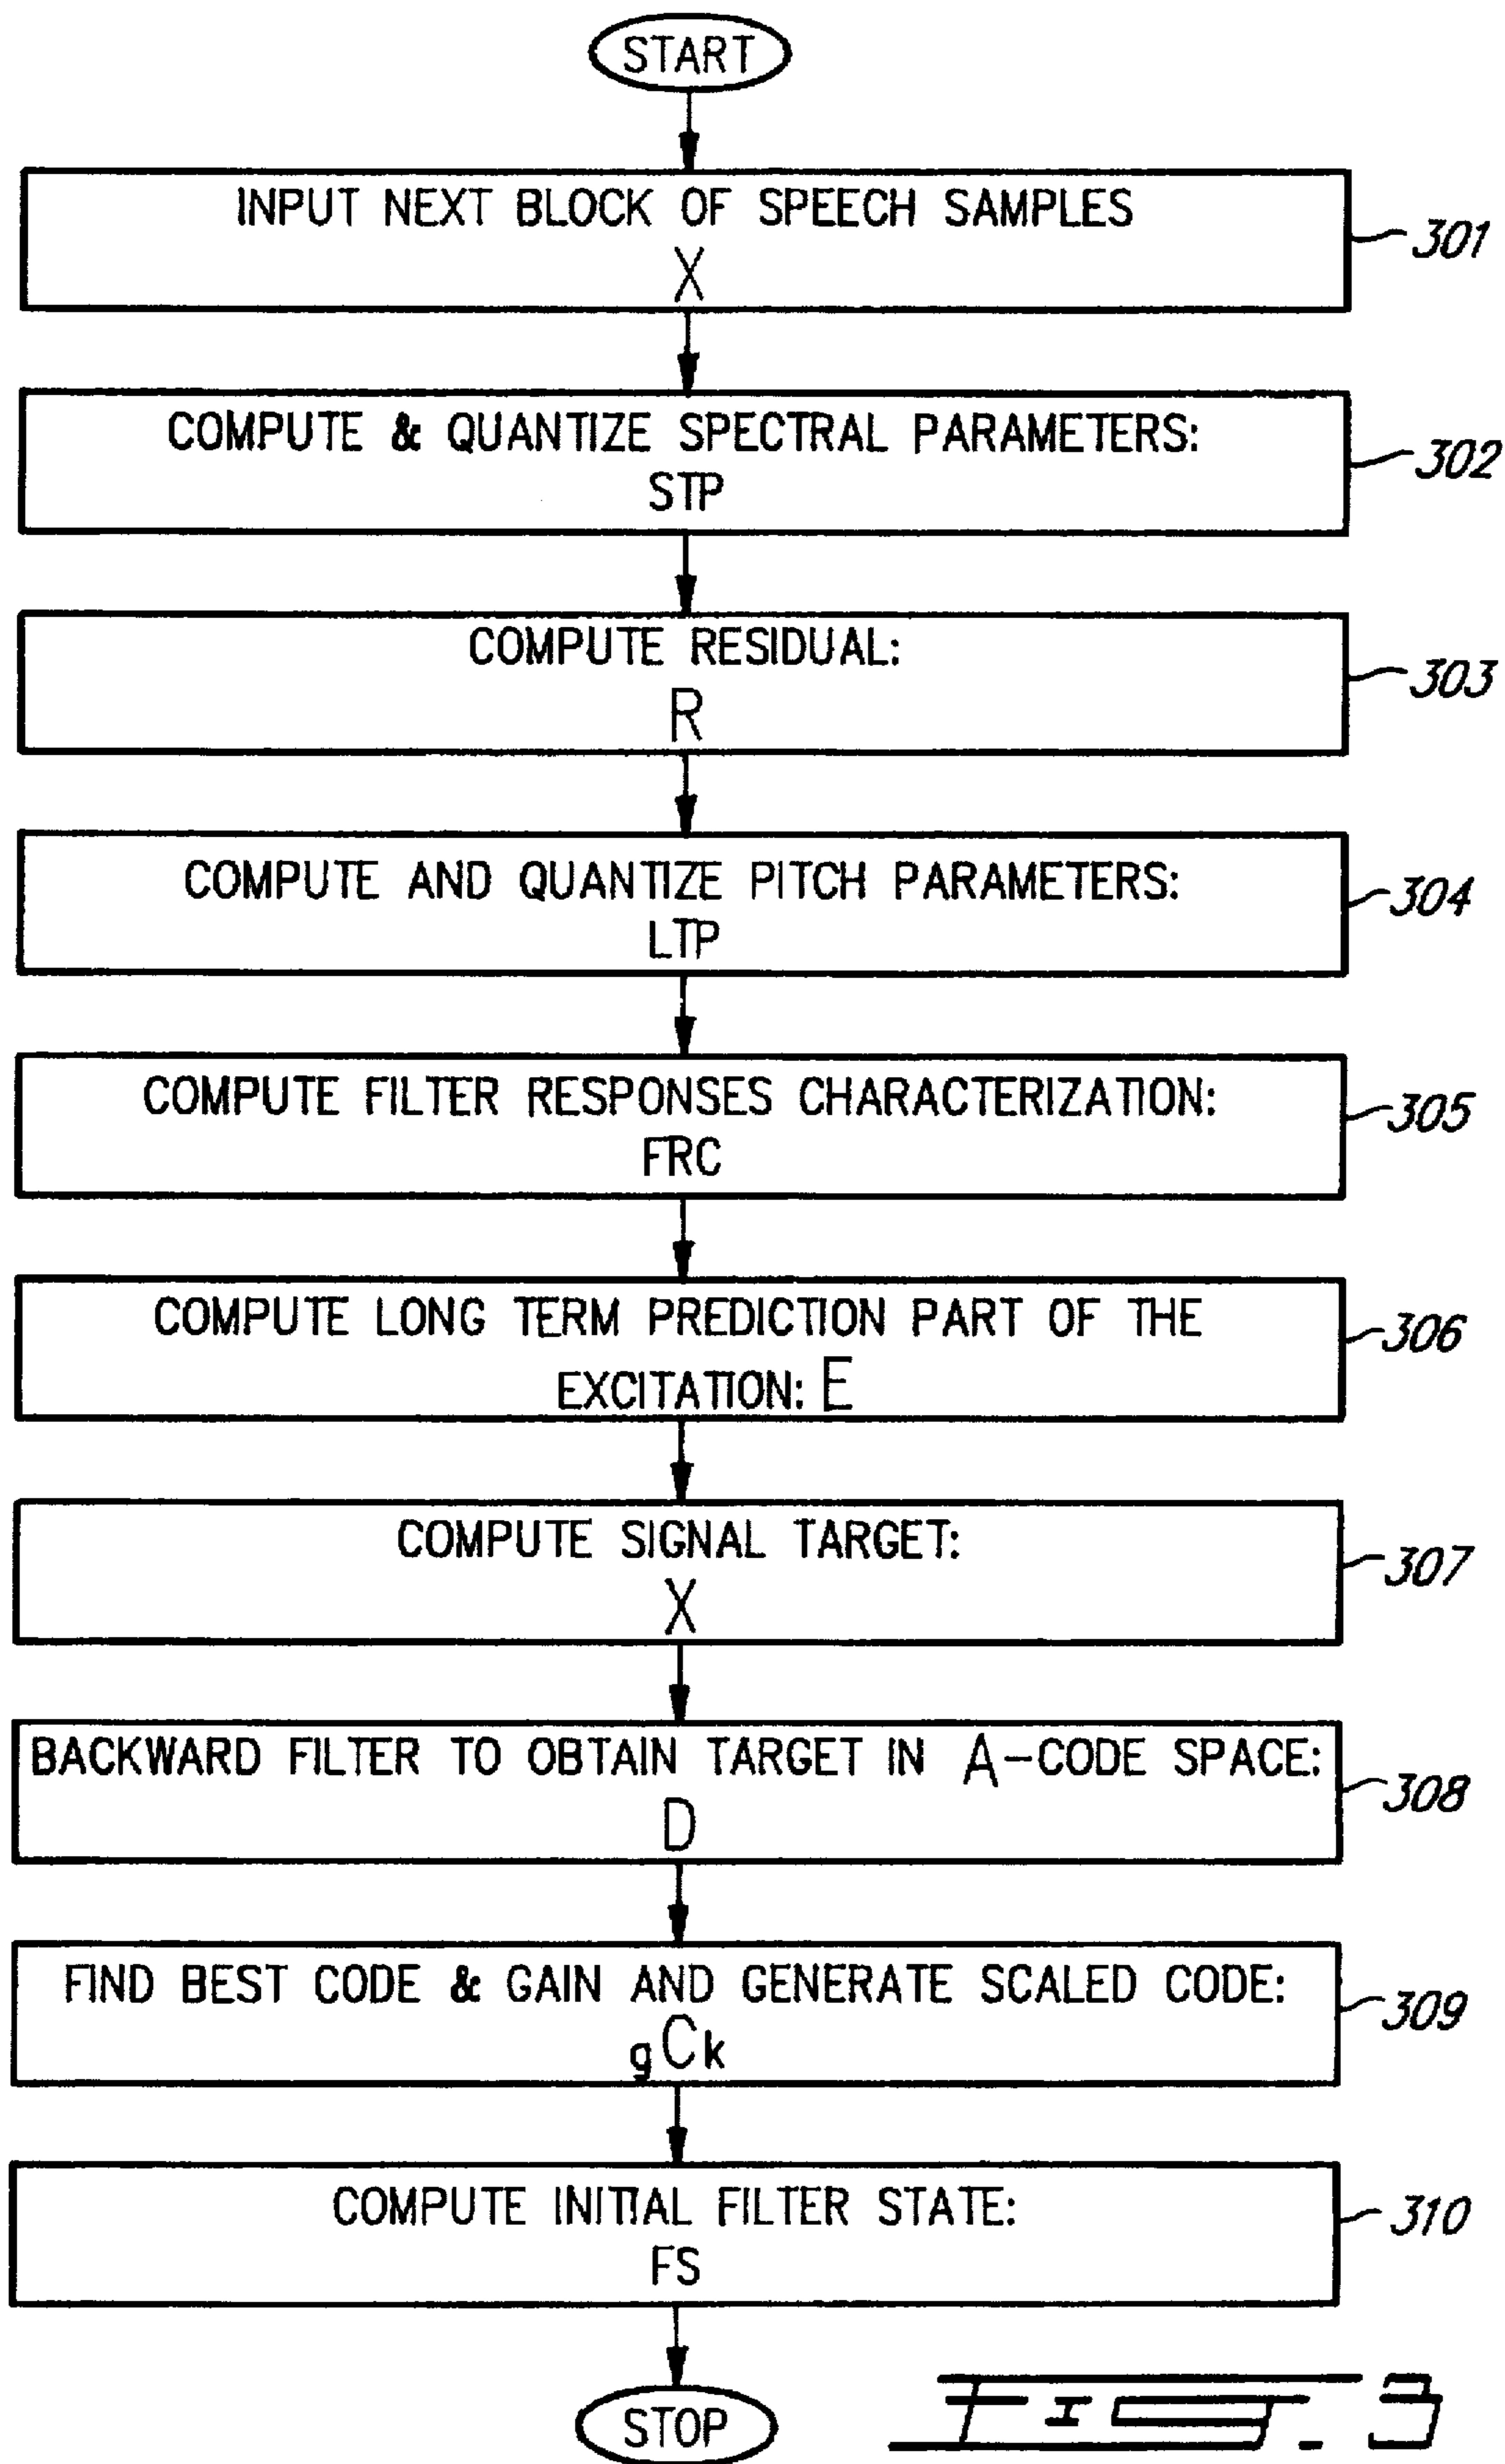 START
INPUT NEXT BLOCK OF SPEECH SAMPLES
X
301
COMPUTE & QUANTIZE SPECTRAL PARAMETERS:
STP
302
COMPUTE RESIDUAL:
R
303
COMPUTE AND QUANTIZE PITCH PARAMETERS:
LTP
304
COMPUTE FILTER RESPONSES CHARACTERIZATION:
FRC
305
COMPUTE LONG TERM PREDICTION PART OF THE
EXCITATION: E
306
COMPUTE SIGNAL TARGET:
X
307
BACKWARD FILTER TO OBTAIN TARGET IN A-CODE SPACE:
D
308
FIND BEST CODE & GAIN AND GENERATE SCALED CODE:
gCk
309
COMPUTE INITIAL FILTER STATE:
FS
310
STOP
FIG. 3